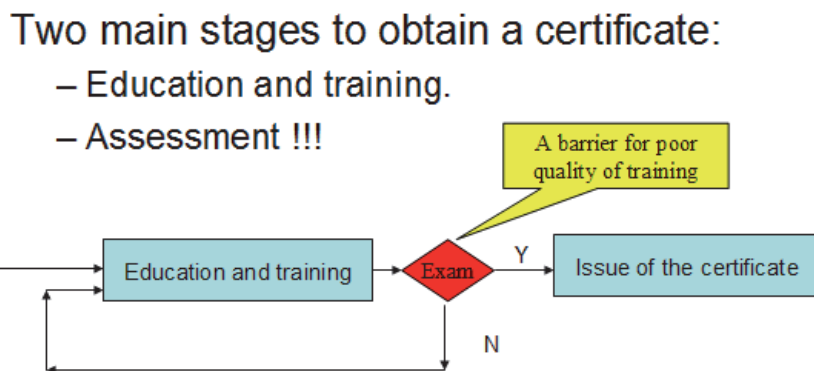 Two main stages to obtain a certificate:
– Education and training.
– Assessment !!!
A barrier for poor
quality of training
Education and training
Exam
Y
Issue of the certificate
N